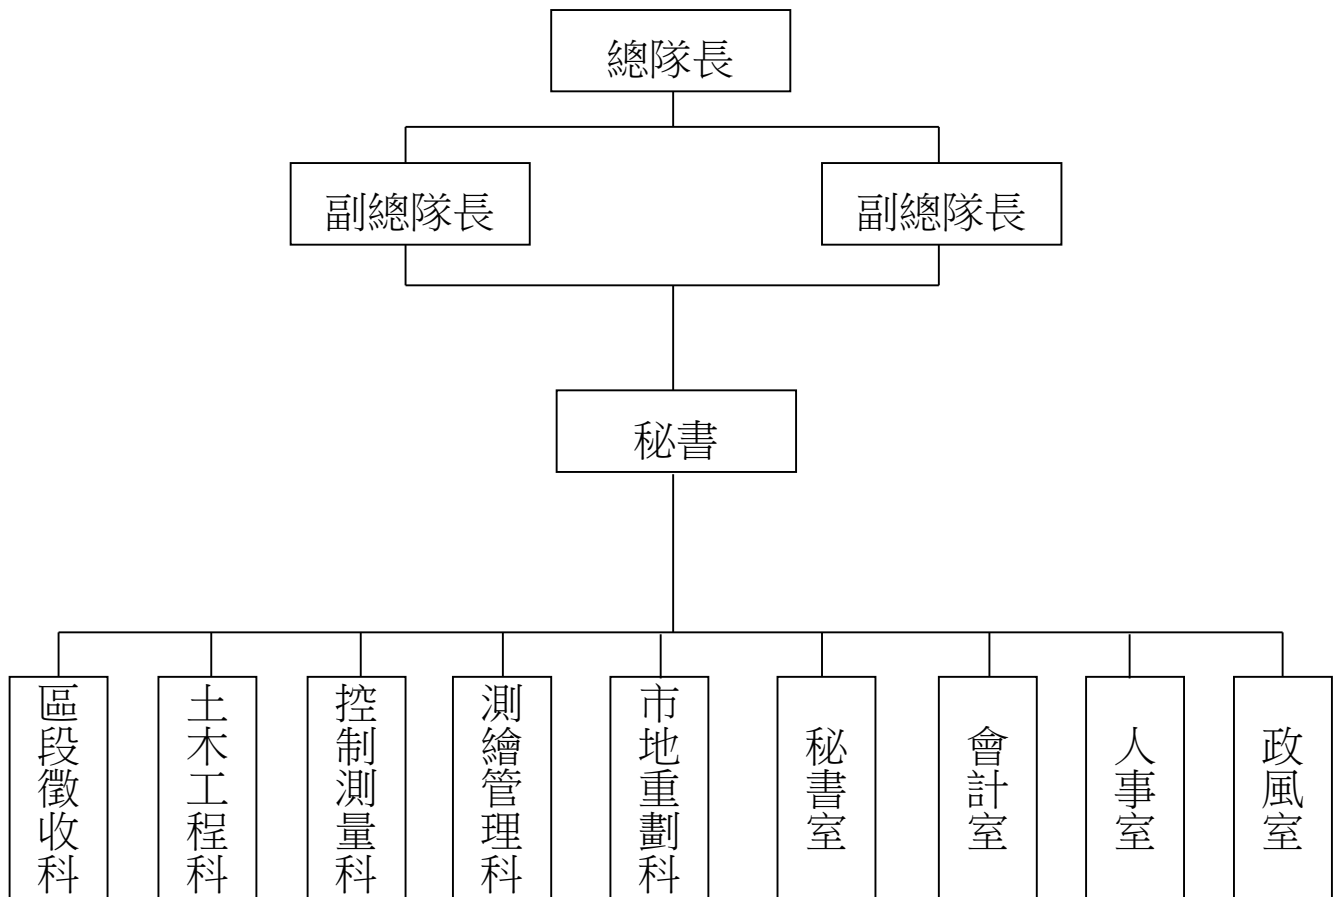 總隊長
副總隊長
副總隊長
秘書
區段徵收科
土木工程科
控制測量科
測繪管理科
市地重劃科
秘書室
會計室
人事室
政風室